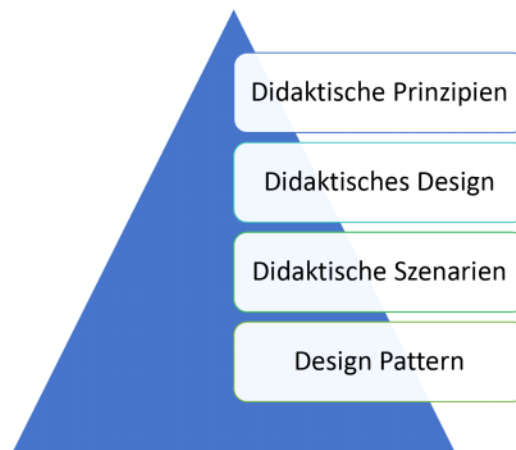 Didaktische Prinzipien
Didaktisches Design
Didaktische Szenarien
Design Pattern